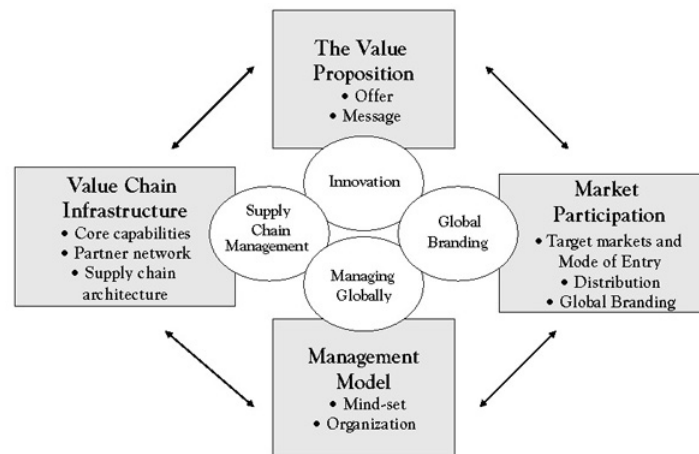 The Value
Proposition
• Offer
• Message
Innovation
Value Chain
Infrastructure
• Core capabilities
• Partner network
• Supply chain
architecture
Supply
Chain
Management
Global
Branding
Market
Participation
• Target markets and
Mode of Entry
• Distribution
• Global Branding
Managing
Globally
Management
Model
• Mind-set
• Organization